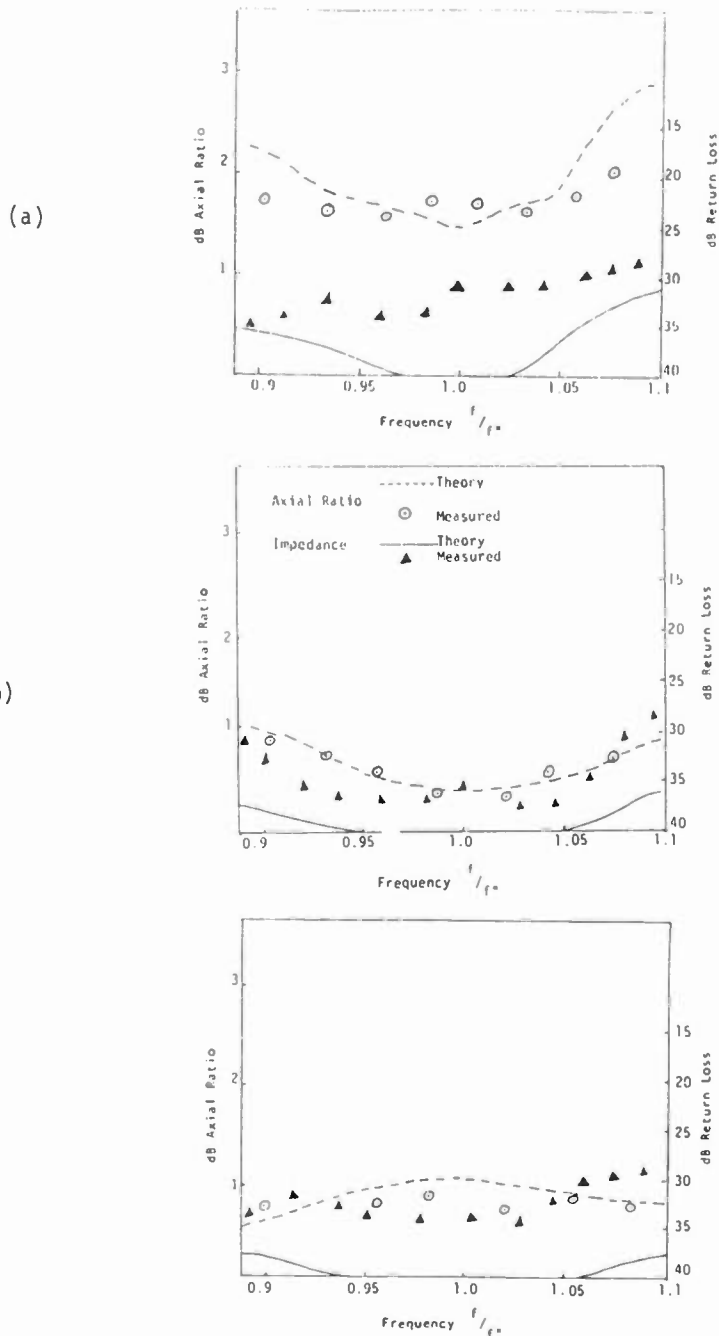 (a)
3
2
1
dB Axial Ratio
15
20
25
30
35
40
dB Return Loss
0.9 0.95 1.0 1.05 1.1
Frequency f/f°
Theory
Axial Ratio
Measured
Impedance
Theory
Measured
3
2
1
dB Axial Ratio
15
20
25
30
35
40
dB Return Loss
)
0.9 0.95 1.0 1.05 1.1
Frequency f/f°
3
2
1
dB Axial Ratio
15
20
25
30
35
40
dB Return Loss
0.9 0.95 1.0 1.05 1.1
Frequency f/f°